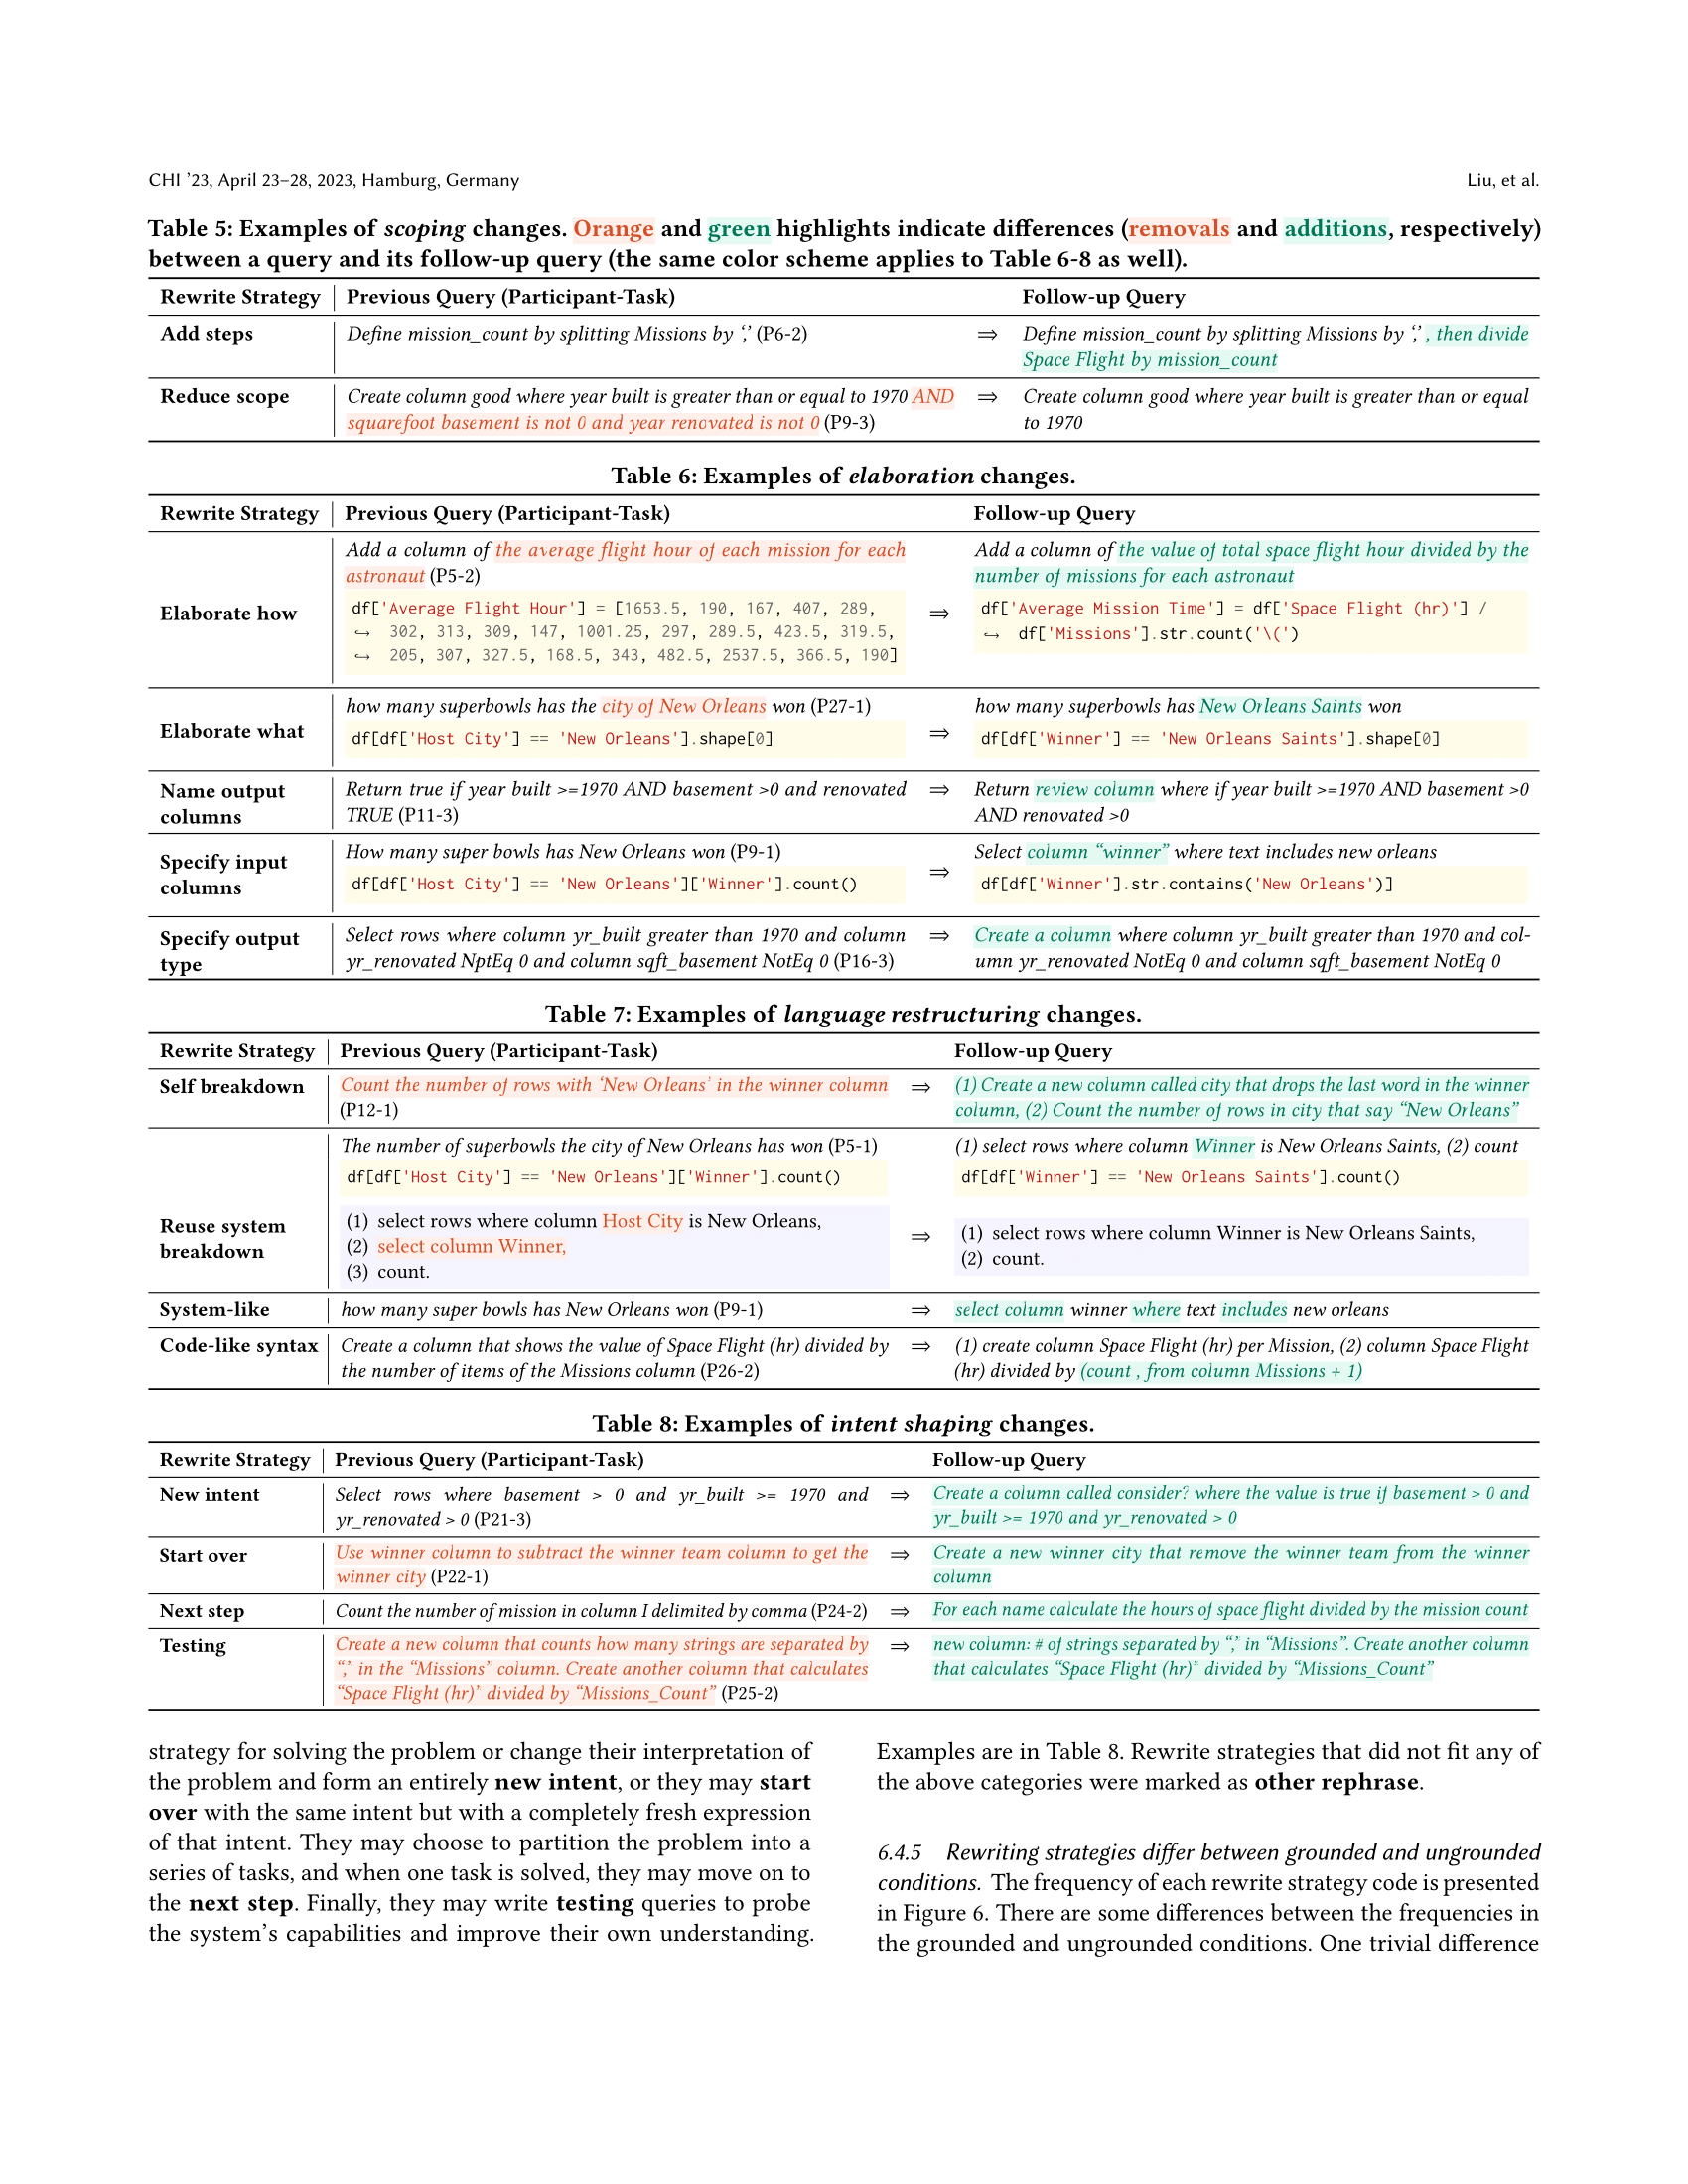 CHI ’23, April 23–28, 2023, Hamburg, Germany
Liu, et al.
Table 5: Examples of scoping changes. Orange and green highlights indicate differences (removals and additions, respectively)
between a query and its follow-up query (the same color scheme applies to Table 6-8 as well).
Rewrite Strategy Previous Query (Participant-Task) Follow-up Query
Add steps Define mission_count by splitting Missions by ‘,’ (P6-2) ⇒ Define mission_count by splitting Missions by ‘,’ , then divide
Space Flight by mission_count
Reduce scope Create column good where year built is greater than or equal to 1970 AND ⇒ Create column good where year built is greater than or equal
squarefoot basement is not 0 and year renovated is not 0 (P9-3) to 1970
Table 6: Examples of elaboration changes.
Rewrite Strategy Previous Query (Participant-Task) Follow-up Query
Elaborate how
Add a column of the average flight hour of each mission for each
astronaut (P5-2)
df['Average Flight Hour'] = [1653.5, 190, 167, 407, 289,
↪ 302, 313, 309, 147, 1001.25, 297, 289.5, 423.5, 319.5,
↪ 205, 307, 327.5, 168.5, 343, 482.5, 2537.5, 366.5, 190]
⇒
Add a column of the value of total space flight hour divided by the
number of missions for each astronaut
df['Average Mission Time'] = df['Space Flight (hr)'] /
↪ df['Missions'].str.count('\(')
Elaborate what
how many superbowls has the city of New Orleans won (P27-1)
df[df['Host City'] == 'New Orleans'].shape[0]
⇒
how many superbowls has New Orleans Saints won
df[df['Winner'] == 'New Orleans Saints'].shape[0]
Name output
columns
Return true if year built >=1970 AND basement >0 and renovated
TRUE (P11-3)
⇒
Return review column where if year built >=1970 AND basement >0
AND renovated >0
Specify input
columns
How many super bowls has New Orleans won (P9-1)
df[df['Host City'] == 'New Orleans']['Winner'].count()
⇒
Select column “winner” where text includes new orleans
df[df['Winner'].str.contains('New Orleans')]
Specify output
type
Select rows where column yr_built greater than 1970 and column
yr_renovated NptEq 0 and column sqft_basement NotEq 0 (P16-3)
⇒
Create a column where column yr_built greater than 1970 and col-
umn yr_renovated NotEq 0 and column sqft_basement NotEq 0
Table 7: Examples of language restructuring changes.
Rewrite Strategy Previous Query (Participant-Task) Follow-up Query
Self breakdown
Count the number of rows with ‘New Orleans’ in the winner column
(P12-1)
⇒
(1) Create a new column called city that drops the last word in the winner
column, (2) Count the number of rows in city that say “New Orleans”
Reuse system
breakdown
The number of superbowls the city of New Orleans has won (P5-1)
df[df['Host City'] == 'New Orleans']['Winner'].count()
(1) select rows where column Host City is New Orleans,
(2) select column Winner,
(3) count.
⇒
(1) select rows where column Winner is New Orleans Saints, (2) count
df[df['Winner'] == 'New Orleans Saints'].count()
(1) select rows where column Winner is New Orleans Saints,
(2) count.
System-like how many super bowls has New Orleans won (P9-1) ⇒ select column winner where text includes new orleans
Code-like syntax
Create a column that shows the value of Space Flight (hr) divided by
the number of items of the Missions column (P26-2)
⇒
(1) create column Space Flight (hr) per Mission, (2) column Space Flight
(hr) divided by (count , from column Missions + 1)
Table 8: Examples of intent shaping changes.
Rewrite Strategy Previous Query (Participant-Task) Follow-up Query
New intent
Select rows where basement > 0 and yr_built >= 1970 and
yr_renovated > 0 (P21-3)
⇒
Create a column called consider? where the value is true if basement > 0 and
yr_built >= 1970 and yr_renovated > 0
Start over
Use winner column to subtract the winner team column to get the
winner city (P22-1)
⇒
Create a new winner city that remove the winner team from the winner
column
Next step Count the number of mission in column I delimited by comma (P24-2) ⇒ For each name calculate the hours of space flight divided by the mission count
Testing
Create a new column that counts how many strings are separated by
“,” in the “Missions” column. Create another column that calculates
“Space Flight (hr)” divided by “Missions_Count” (P25-2)
⇒
new column: # of strings separated by “,” in “Missions”. Create another column
that calculates “Space Flight (hr)” divided by “Missions_Count”
strategy for solving the problem or change their interpretation of
the problem and form an entirely new intent, or they may start
over with the same intent but with a completely fresh expression
of that intent. They may choose to partition the problem into a
series of tasks, and when one task is solved, they may move on to
the next step. Finally, they may write testing queries to probe
the system’s capabilities and improve their own understanding.
Examples are in Table 8. Rewrite strategies that did not fit any of
the above categories were marked as other rephrase.
6.4.5 Rewriting strategies differ between grounded and ungrounded
conditions. The frequency of each rewrite strategy code is presented
in Figure 6. There are some differences between the frequencies in
the grounded and ungrounded conditions. One trivial difference